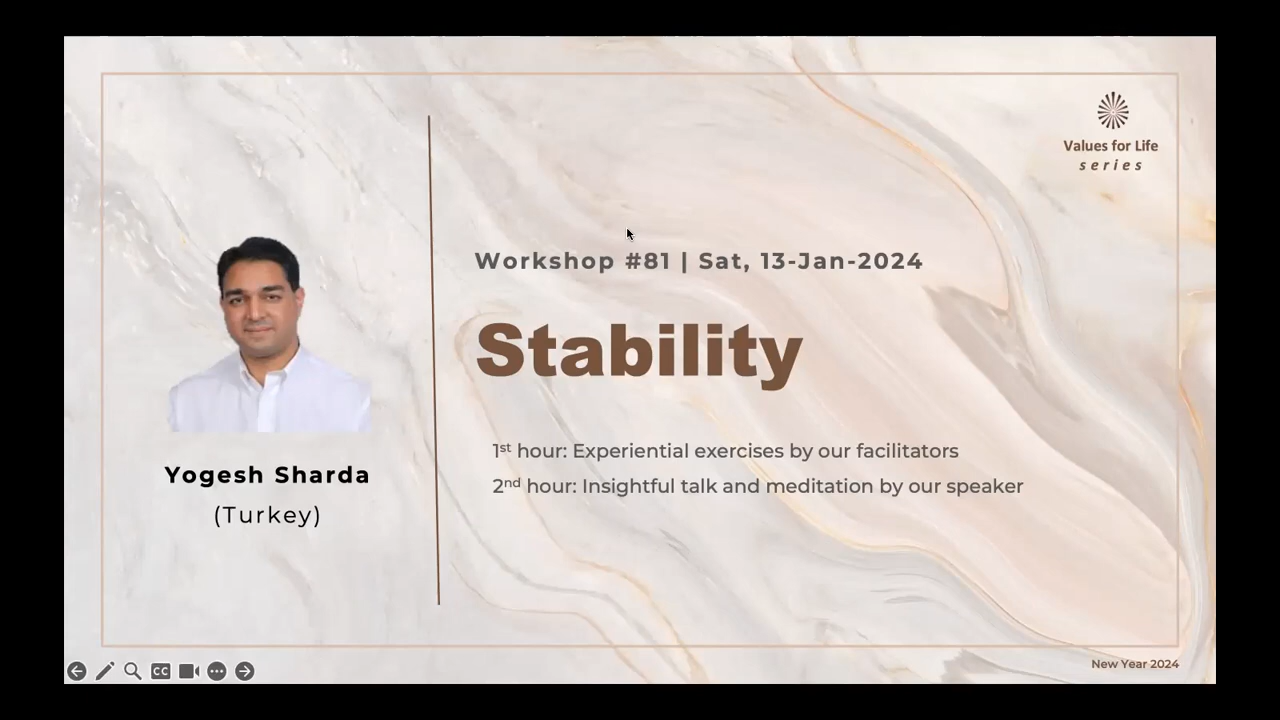 Values for Life
series
Workshop #81 | Sat, 13-Jan-2024
Stability
1st hour: Experiential exercises by our facilitators
2nd hour: Insightful talk and meditation by our speaker
Yogesh Sharda
(Turkey)
CC
New Year 2024